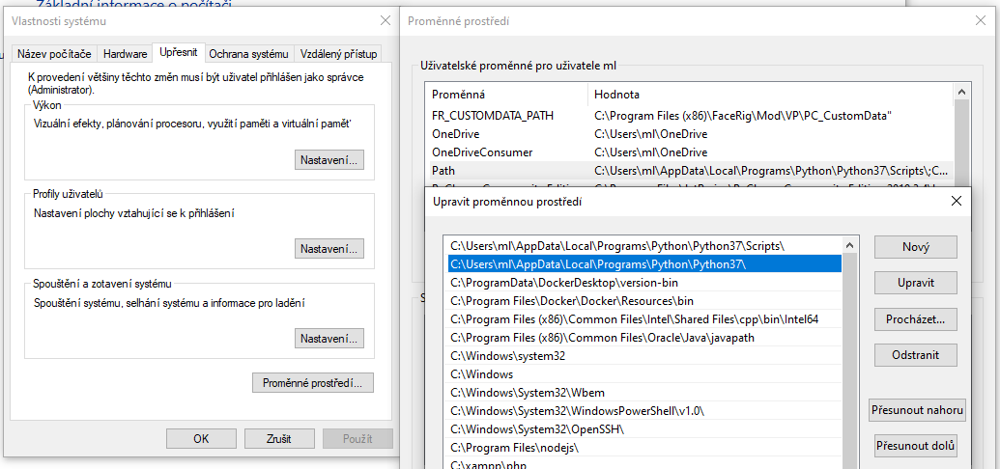 Základní informace o počítači
Vlastnosti systému
Název počítače
Hardware
Upřesnit
Ochrana systému
Vzdálený přístup
K provedení většiny těchto změn musí být uživatel přihlášen jako správce
(Administrator).
Výkon
Vizuální efekty, plánování procesoru, využití paměti a virtuální paměť
Nastavení...
Profily uživatelů
Nastavení plochy vztahující se k přihlášení
Nastavení...
Spouštění a zotavení systému
Spouštění systému, selhání systému a informace pro ladění
Nastavení...
Proměnné prostředí...
OK
Zrušit
Použít
Proměnné prostředí
Uživatelské proměnné pro uživatele ml
Proměnná Hodnota
FR_CUSTOMDATA_PATH C:\Program Files (x86)\FaceRig\Mod\VP\PC_CustomData"
OneDrive C:\Users\ml\OneDrive
OneDriveConsumer C:\Users\ml\OneDrive
Path C:\Users\ml\AppData\Local\Programs\Python\Python37\Scripts\;C...
Upravit proměnnou prostředí
C:\Users\ml\AppData\Local\Programs\Python\Python37\Scripts\
C:\Users\ml\AppData\Local\Programs\Python\Python37\
C:\ProgramData\DockerDesktop\version-bin
C:\Program Files\Docker\Docker\Resources\bin
C:\Program Files (x86)\Common Files\Intel\Shared Files\cpp\bin\Intel64
C:\Program Files (x86)\Common Files\Oracle\Java\javapath
C:\Windows\system32
C:\Windows
C:\Windows\System32\Wbem
C:\Windows\System32\WindowsPowerShell\v1.0\
C:\Windows\System32\OpenSSH\
C:\Program Files\nodejs\
C:\xampp\php
Nový
Upravit
Procházet...
Odstranit
Přesunout nahoru
Přesunout dolů